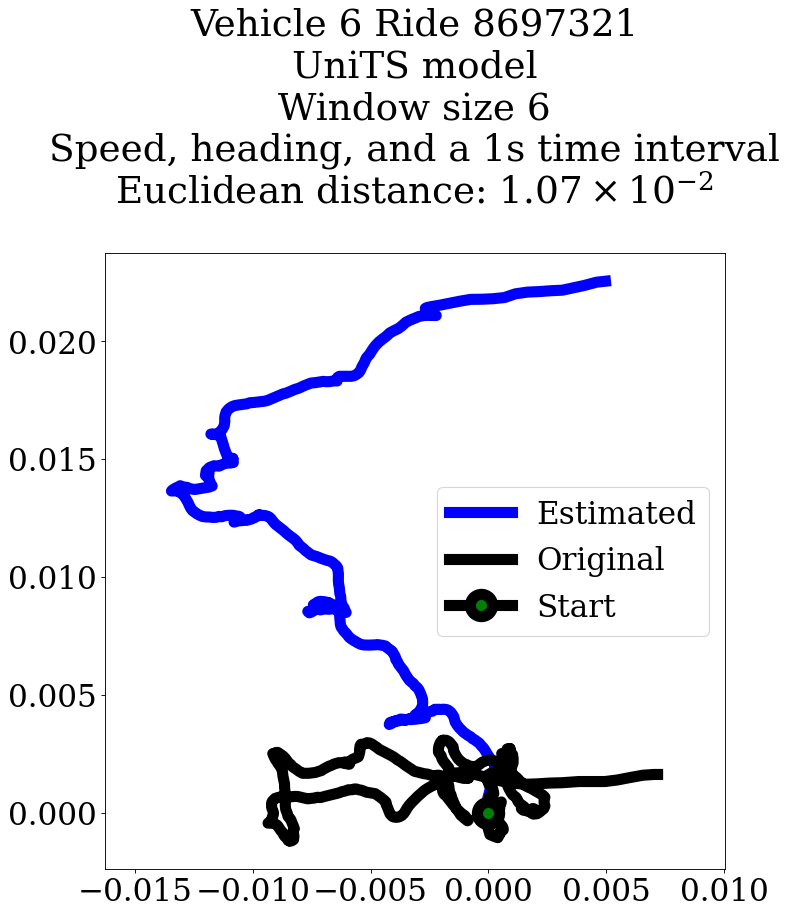 Vehicle 6 Ride 8697321
UniTS model
Window size 6
Speed, heading, and a 1s time interval
Euclidean distance: 1.07 × 10⁻²
0.020
0.015
0.010
0.005
0.000
Estimated
Original
Start
−0.015 −0.010 −0.005 0.000 0.005 0.010